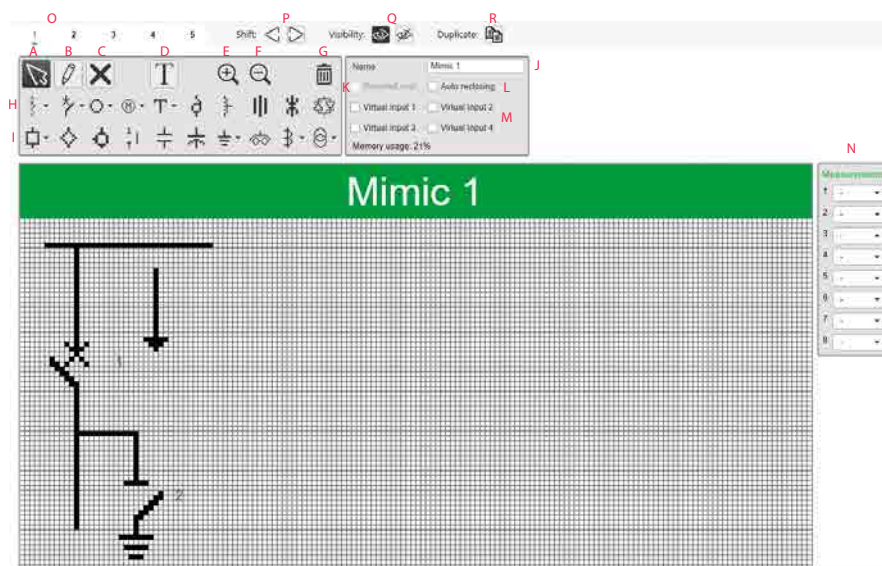 O P Q R
1 2 3 4 5 Shift: Visibility: Duplicate:
A B C D E F G
T
Name Mimic 1 J
K Auto reclosing L
H M T Virtual input 1 Virtual input 2 M
I Virtual input 3 Virtual input 4
Memory usage: 21%
N
Mimic 1
Measurements
1
2
3
4
5
6
7
8
1
2